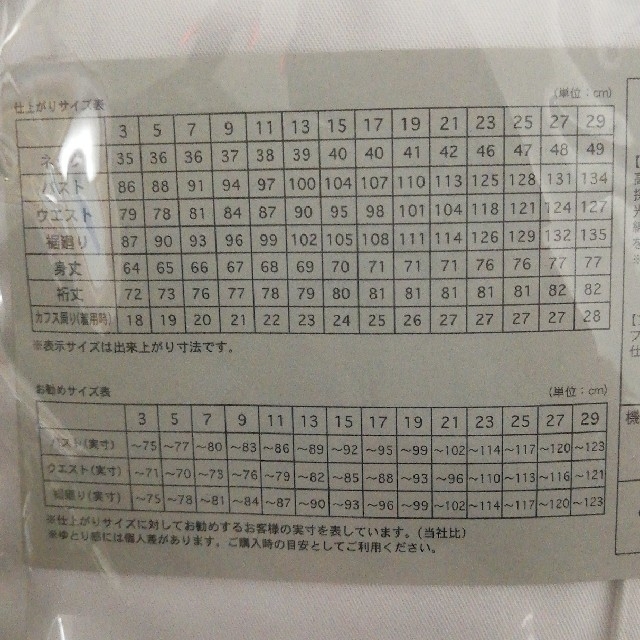 仕上がりサイズ表 (単位:cm)
3 5 7 9 11 13 15 17 19 21 23 25 27 29
35 36 36 37 38 39 40 40 41 42 46 47 48 49
バスト 86 88 91 94 97 100 104 107 110 113 125 128 131 134
ウエスト 79 78 81 84 87 90 95 98 101 104 118 121 124 127
裾廻り 87 90 93 96 99 102 105 108 111 114 126 129 132 135
身丈 64 65 66 67 68 69 70 71 71 71 76 76 77 77
裄丈 72 73 76 77 78 79 80 81 81 81 81 81 82 82
カフス周り(着用時) 18 19 20 21 22 23 24 25 26 27 27 27 27 28
※表示サイズは出来上がり寸法です。
お勧めサイズ表 (単位:cm)
3 5 7 9 11 13 15 17 19 21 23 25 27 29
バスト(実寸) ~75 ~77 ~80 ~83 ~86 ~89 ~92 ~95 ~99 ~102 ~114 ~117 ~120 ~123
ウエスト(実寸) ~71 ~70 ~73 ~76 ~79 ~82 ~85 ~88 ~93 ~96 ~110 ~113 ~116 ~121
裾廻り(実寸) ~75 ~78 ~81 ~84 ~87 ~90 ~93 ~96 ~99 ~102 ~114 ~117 ~120 ~123
※仕上がりサイズに対してお勧めするお客様の実寸を表しています。(当社比)
※ゆとり感には個人差があります。ご購入時の目安としてご利用ください。
機